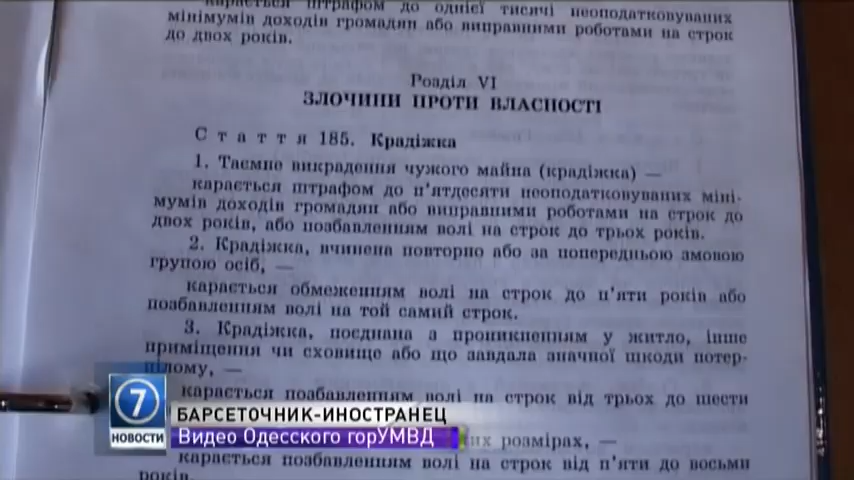 карається штрафом до однієї тисячі неоподатковуваних
мінімумів доходів громадян або виправними роботами на строк
до двох років.
Розділ VI
ЗЛОЧИНИ ПРОТИ ВЛАСНОСТІ
Стаття 185. Крадіжка
1. Таємне викрадення чужого майна (крадіжка) —
карається штрафом до п'ятдесяти неоподатковуваних міні-
мумів доходів громадян або виправними роботами на строк до
двох років, або позбавленням волі на строк до трьох років.
2. Крадіжка, вчинена повторно або за попередньою змовою
групою осіб, —
карається обмеженням волі на строк до п'яти років або
позбавленням волі на той самий строк.
3. Крадіжка, поєднана з проникненням у житло, інше
приміщення чи сховище або що завдала значної шкоди потер-
пілому, —
карається позбавленням волі на строк від трьох до шести
розмірах, —
карається позбавленням волі на строк від п'яти до восьми
років.
7
НОВОСТИ
БАРСЕТОЧНИК-ИНОСТРАНЕЦ
Видео Одесского горУМВД